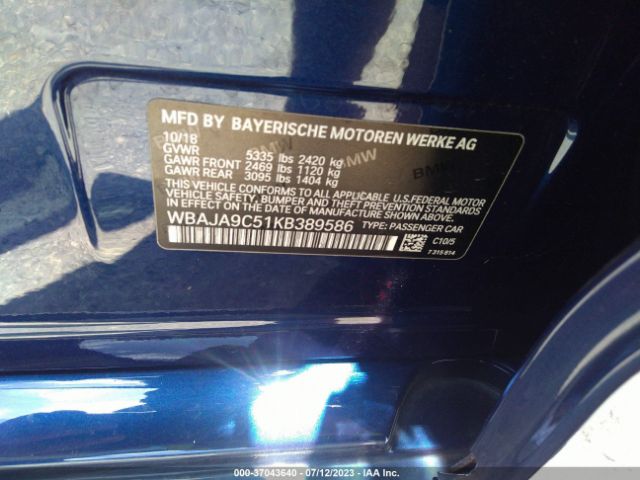 MFD BY BAYERISCHE MOTOREN WERKE AG
10/18
GVWR 5335 lbs 2420 kg
GAWR FRONT 2469 lbs 1120 kg
GAWR REAR 3095 lbs 1404 kg
THIS VEHICLE CONFORMS TO ALL APPLICABLE U.S.FEDERAL MOTOR
VEHICLE SAFETY, BUMPER, AND THEFT PREVENTION STANDARDS
IN EFFECT ON THE DATE OF MANUFACTURE SHOWN ABOVE.
WBAJA9C51KB389586 TYPE: PASSENGER CAR
C10/5
7315814
BMW
BMW
000-37043640 - 07/12/2023 - IAA Inc.